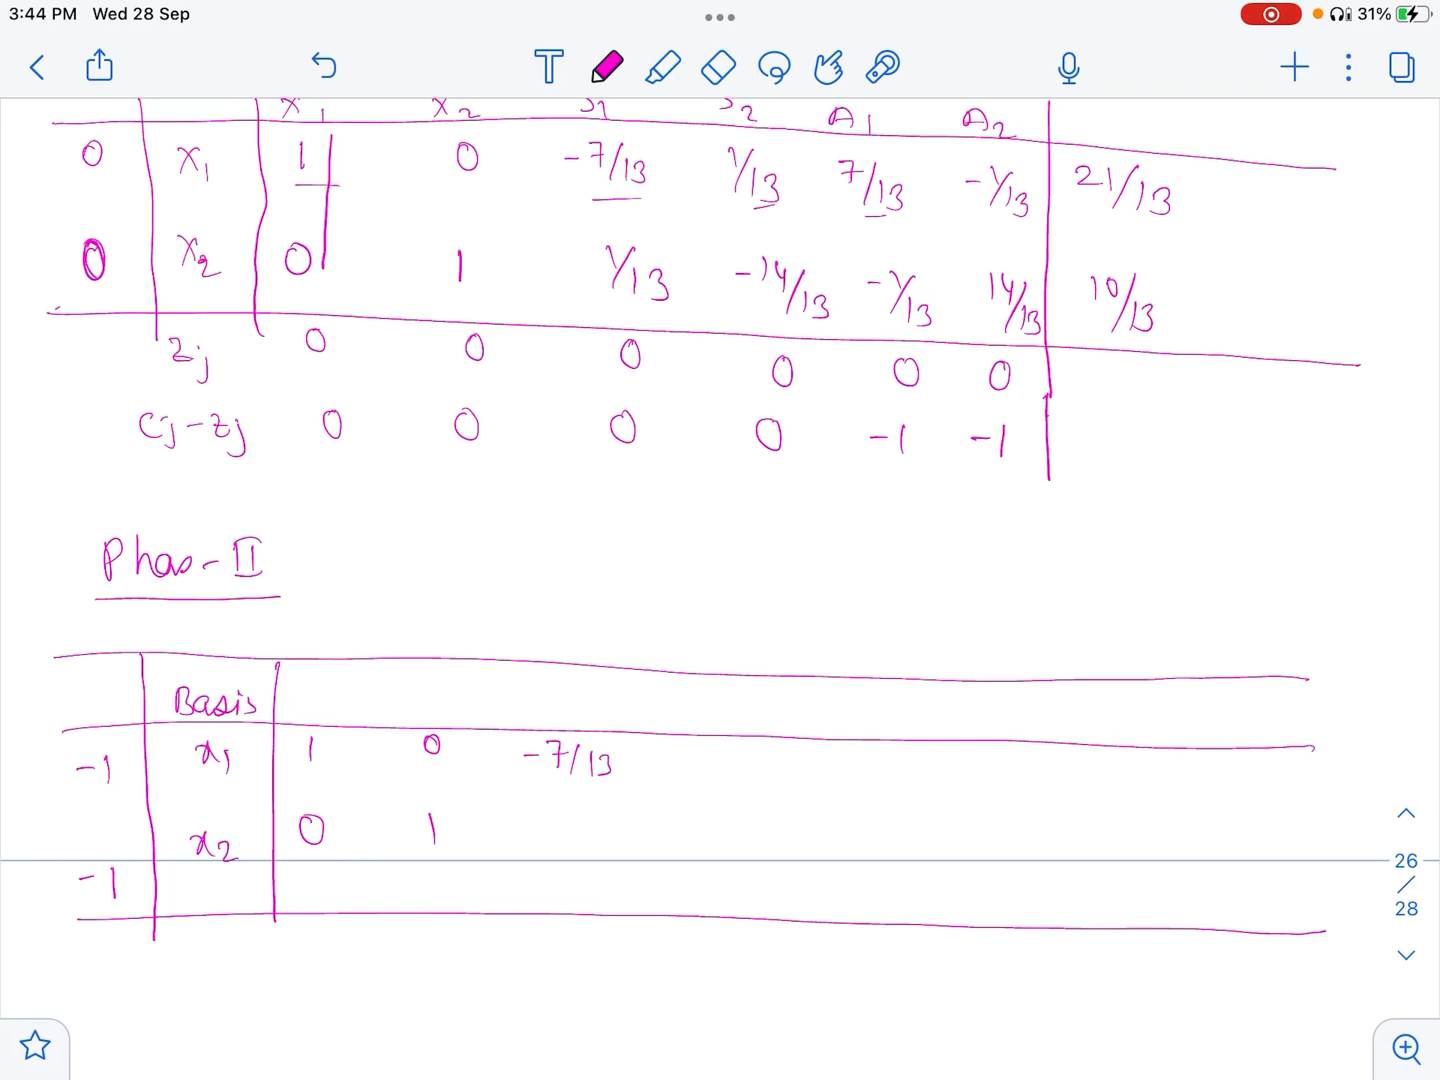 3:44 PM Wed 28 Sep 31%
x1 x2 S1 S2 A1 A2
0 x1 1 0 -7/13 1/13 7/13 -1/13 21/13
0 x2 0 1 1/13 -14/13 -1/13 14/13 10/13
Zj 0 0 0 0 0 0
Cj-Zj 0 0 0 0 -1 -1
Phas-II
Basis
-1 x1 1 0 -7/13
-1 x2 0 1
26
/
28